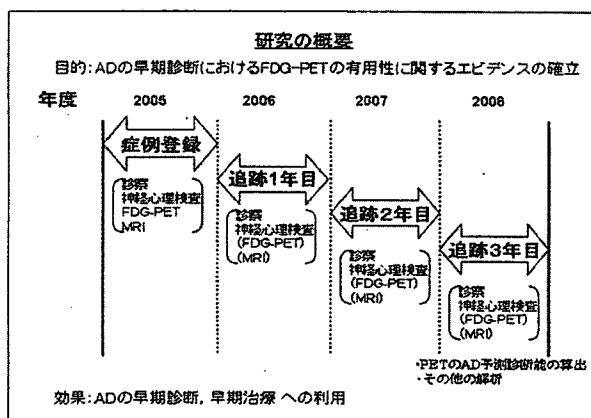 研究の概要
目的:ADの早期診断におけるFDG-PETの有用性に関するエビデンスの確立
年度 2005 2006 2007 2008
症例登録
診察
神経心理検査
FDG-PET
MRI
追跡1年目
診察
神経心理検査
(FDG-PET)
(MRI)
追跡2年目
診察
神経心理検査
(FDG-PET)
(MRI)
追跡3年目
診察
神経心理検査
(FDG-PET)
(MRI)
・PETのAD予測診断能の算出
・その他の解析
効果:ADの早期診断, 早期治療 への利用